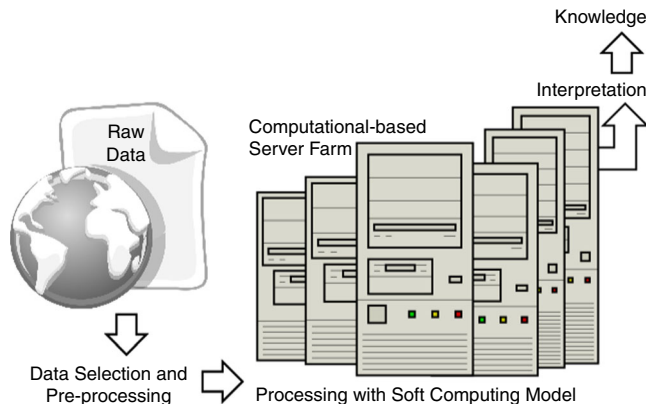 Raw
Data
Data Selection and
Pre-processing
Computational-based
Server Farm
Processing with Soft Computing Model
Interpretation
Knowledge